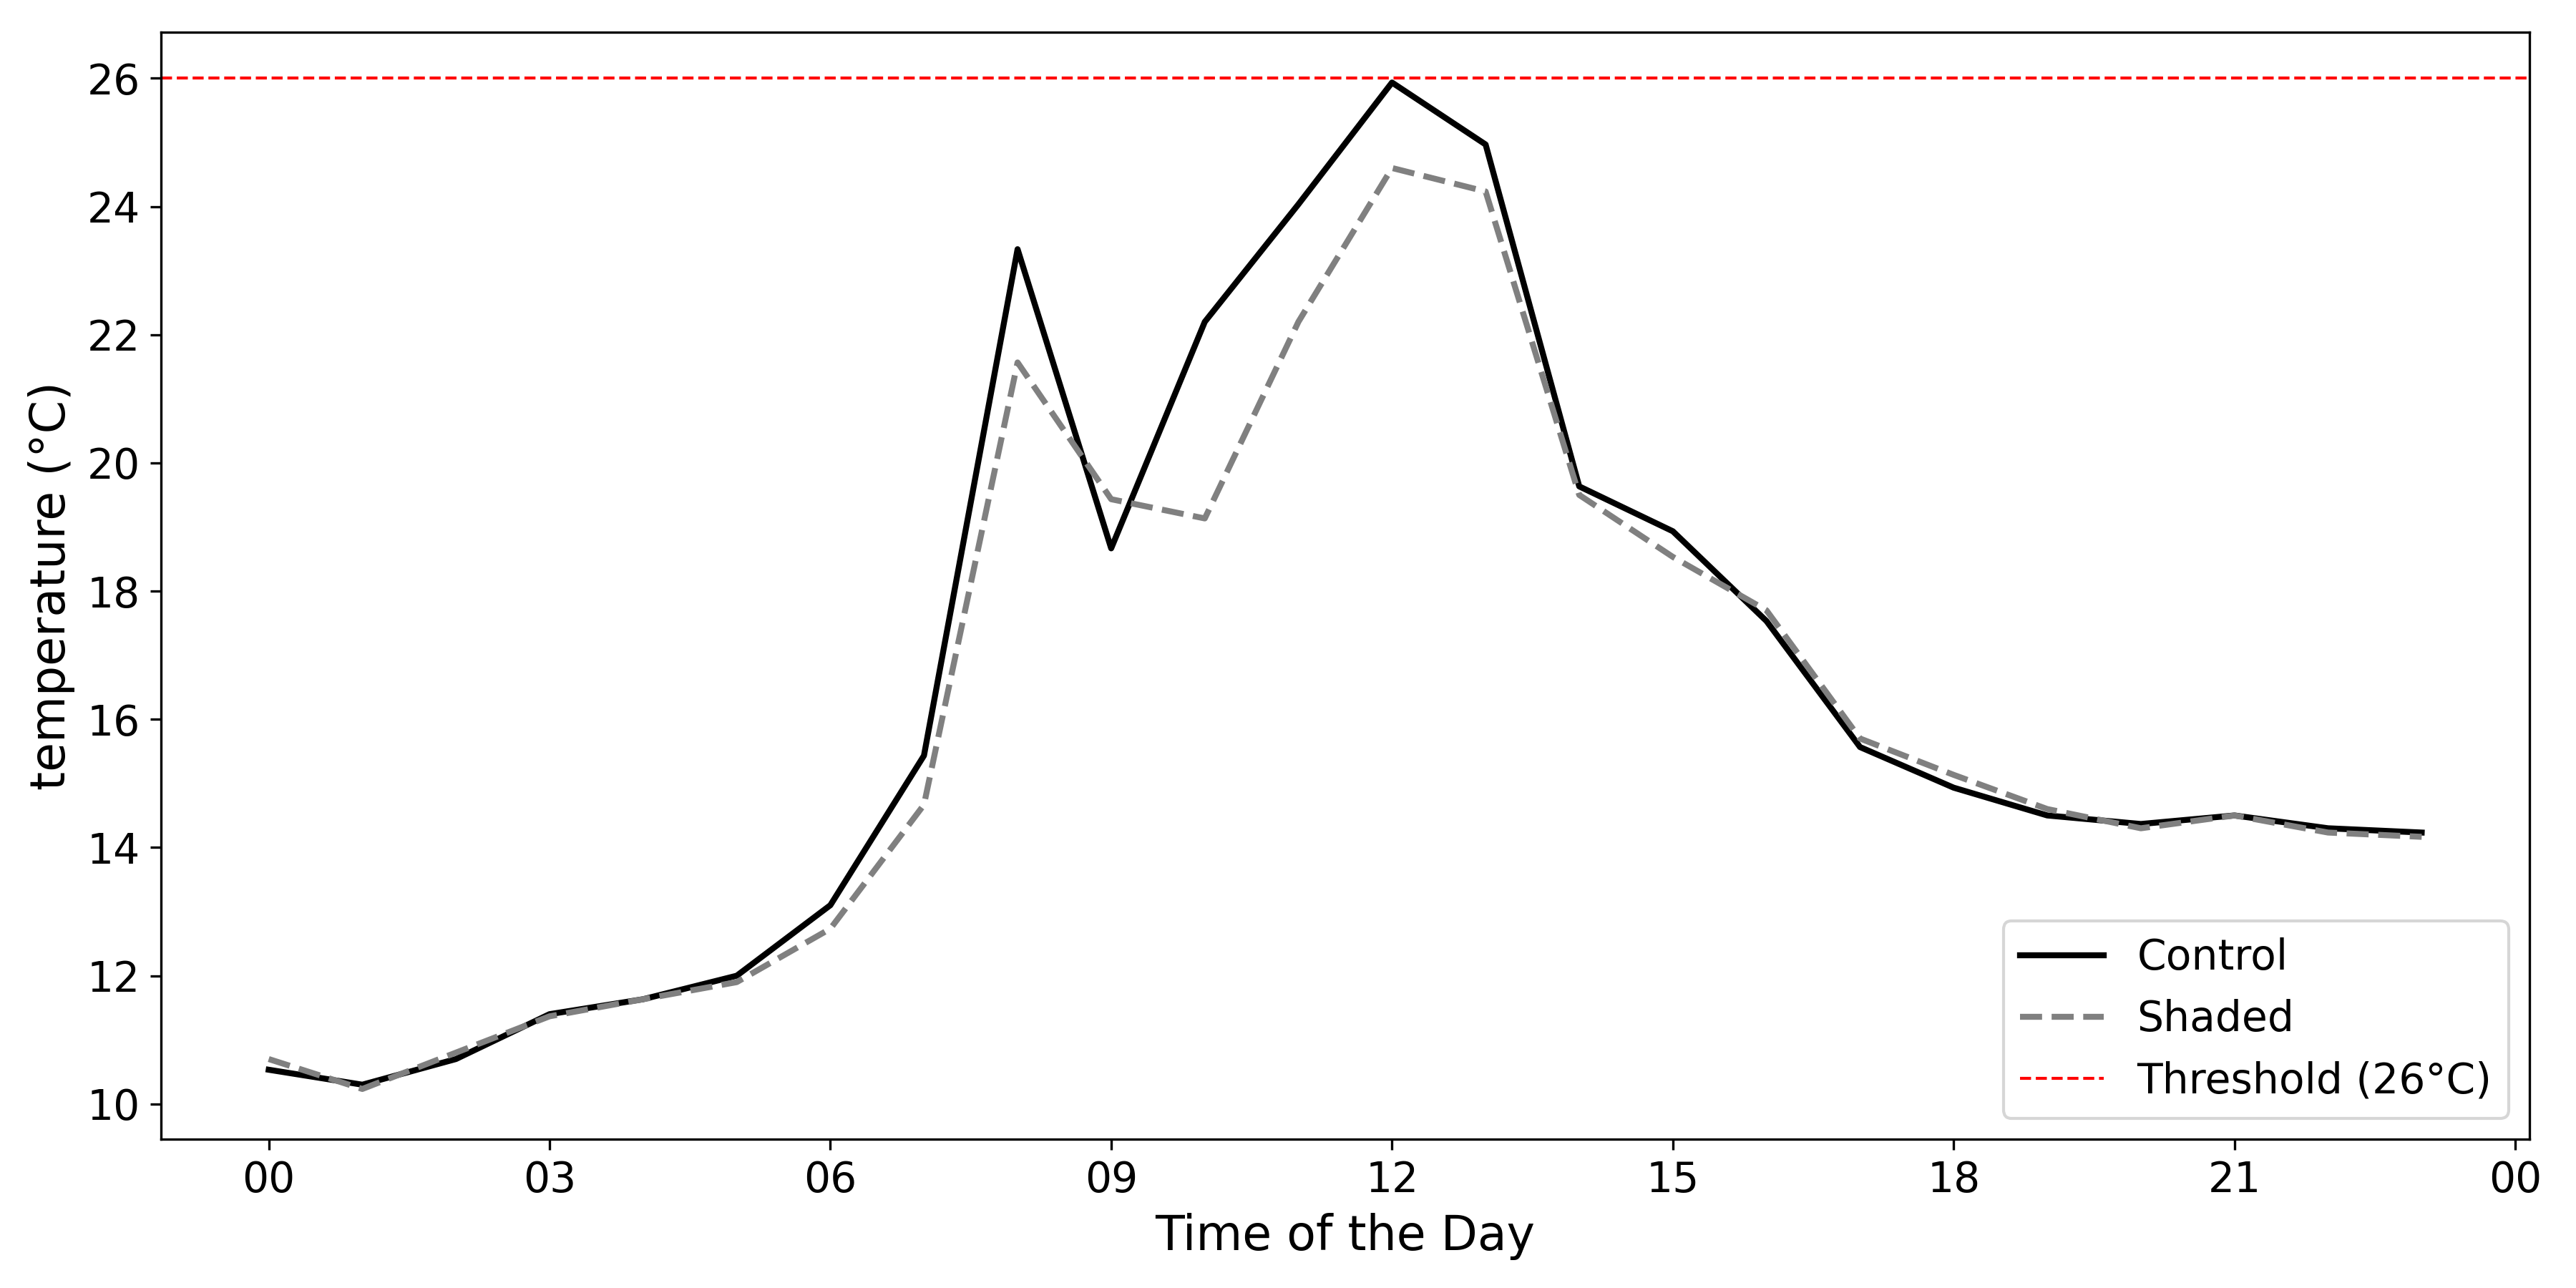 26
24
22
20
18
16
14
12
10
temperature (°C)
00 03 06 09 12 15 18 21 00
Time of the Day
Control
Shaded
Threshold (26°C)